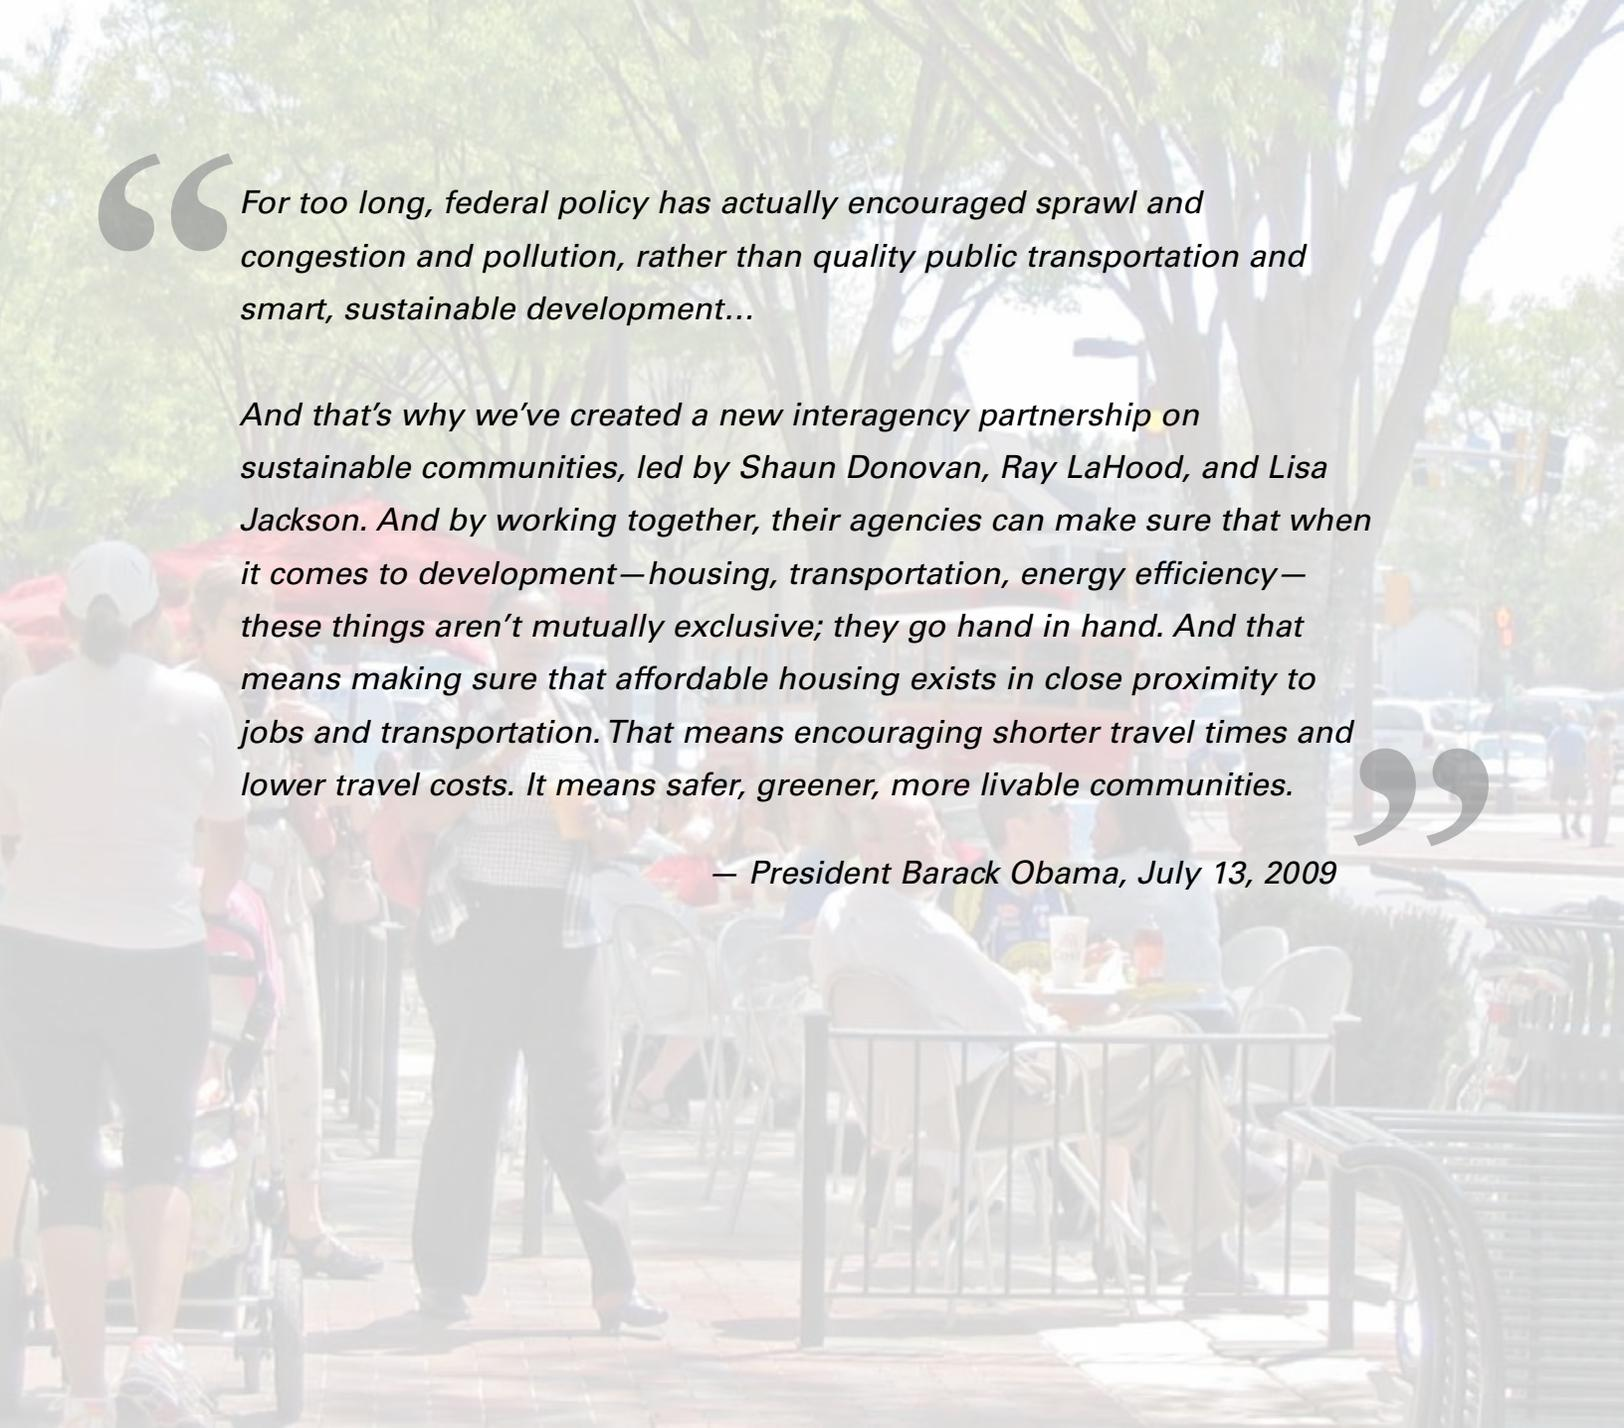 “For too long, federal policy has actually encouraged sprawl and
congestion and pollution, rather than quality public transportation and
smart, sustainable development…
And that’s why we’ve created a new interagency partnership on
sustainable communities, led by Shaun Donovan, Ray LaHood, and Lisa
Jackson. And by working together, their agencies can make sure that when
it comes to development—housing, transportation, energy efficiency—
these things aren’t mutually exclusive; they go hand in hand. And that
means making sure that affordable housing exists in close proximity to
jobs and transportation. That means encouraging shorter travel times and
lower travel costs. It means safer, greener, more livable communities.”
— President Barack Obama, July 13, 2009